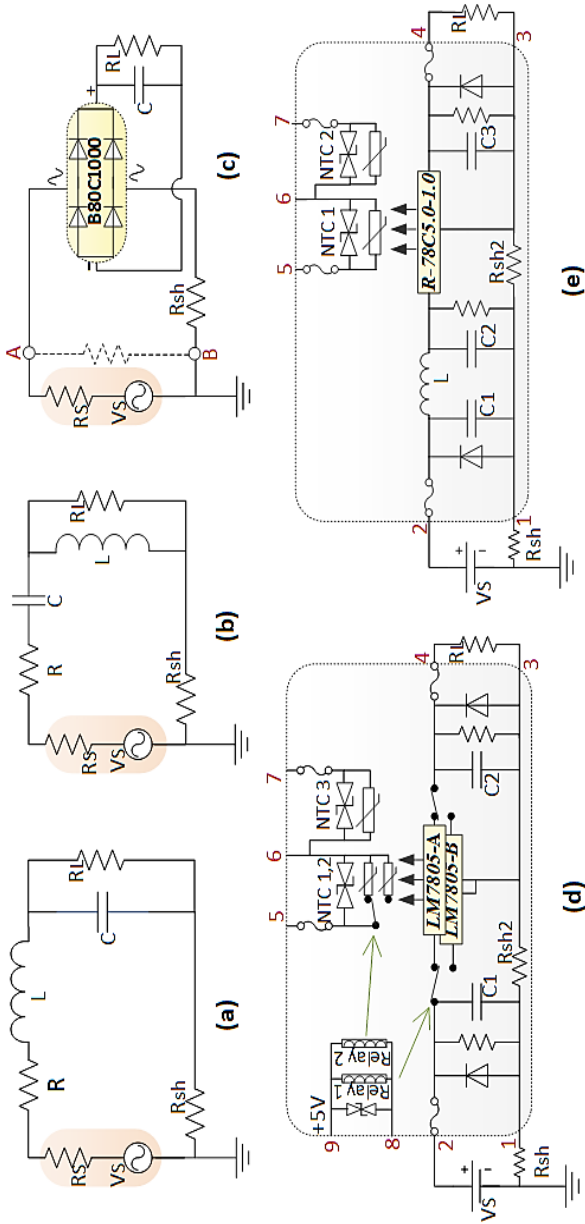 RS
VS
R
L
C
RL
Rsh
(a)
RS
VS
R
C
L
RL
Rsh
(b)
A
B
RS
VS
Rsh
B80C1000
+
-
C
RL
(c)
+5V
9
8
Relay 1
Relay 2
5
6
7
NTC 1,2
NTC 3
2
1
+
-
VS
Rsh
C1
Rsh2
LM7805-A
LM7805-B
C2
4
3
RL
(d)
5
6
7
NTC 1
NTC 2
2
1
+
-
VS
Rsh
C1
L
C2
Rsh2
R-78C5.0-1.0
C3
4
3
RL
(e)